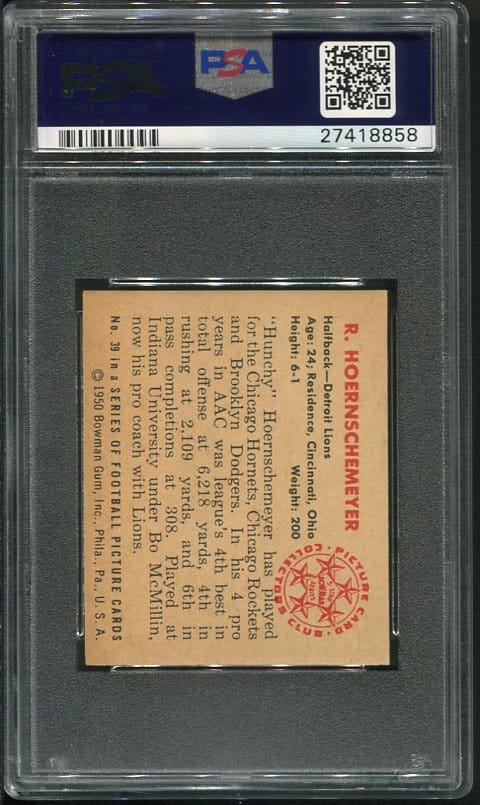 PSA
PSA
27418858
R. HOERNSCHEMEYER
Halfback—Detroit Lions
Age: 24; Residence, Cincinnati, Ohio
Height: 6-1 Weight: 200
PICTURE CARD
COLLECTORS CLUB
5-STAR
BOWMAN
SERIES
"Hunchy" Hoernschemeyer has played
for the Chicago Hornets, Chicago Rockets
and Brooklyn Dodgers. In his 4 pro
years in AAC was league's 4th best in
total offense at 6,218 yards, 4th in
rushing at 2,109 yards, and 6th in
pass completions at 308. Played at
Indiana University under Bo McMillin,
now his pro coach with Lions.
No. 39 in a SERIES OF FOOTBALL PICTURE CARDS
© 1950 Bowman Gum, Inc., Phila., Pa., U. S. A.